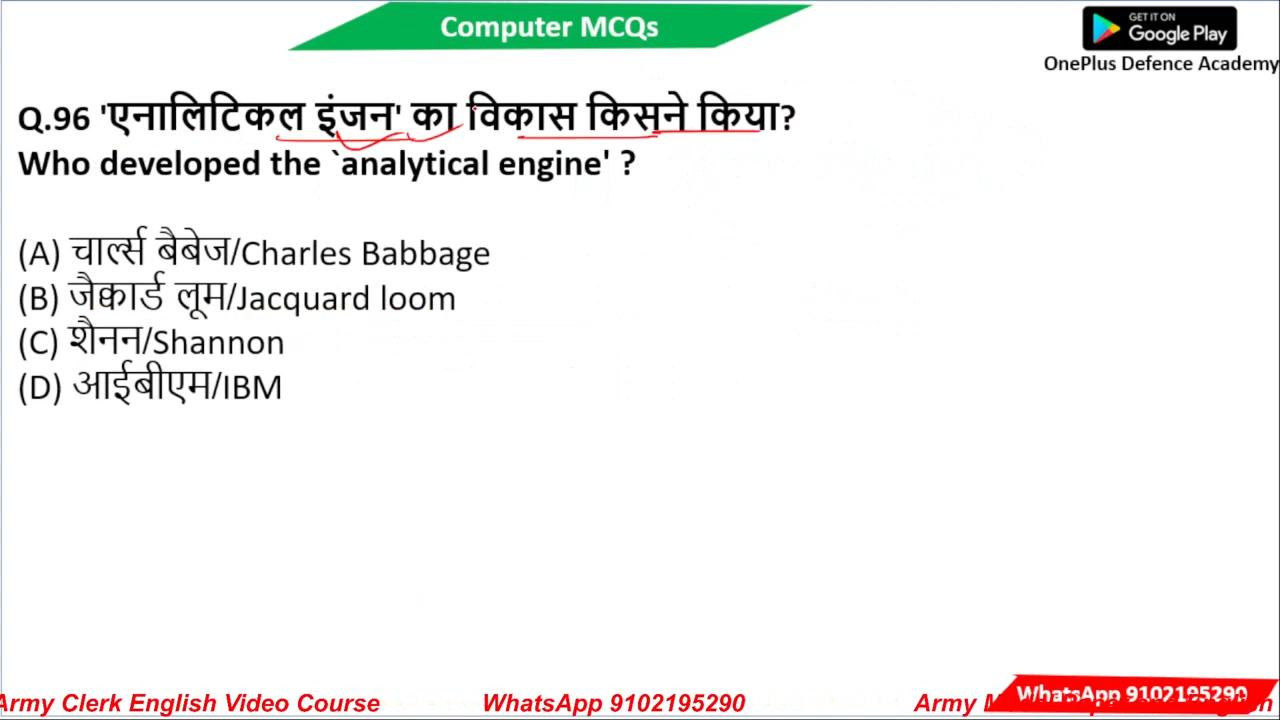 Computer MCQs
GET IT ON
Google Play
OnePlus Defence Academy
Q.96 'एनालिटिकल इंजन' का विकास किसने किया?
Who developed the `analytical engine' ?
(A) चार्ल्स बैबेज/Charles Babbage
(B) जैक्वार्ड लूम/Jacquard loom
(C) शैनन/Shannon
(D) आईबीएम/IBM
WhatsApp 9102195290
Army Clerk English Video Course WhatsApp 9102195290 Army